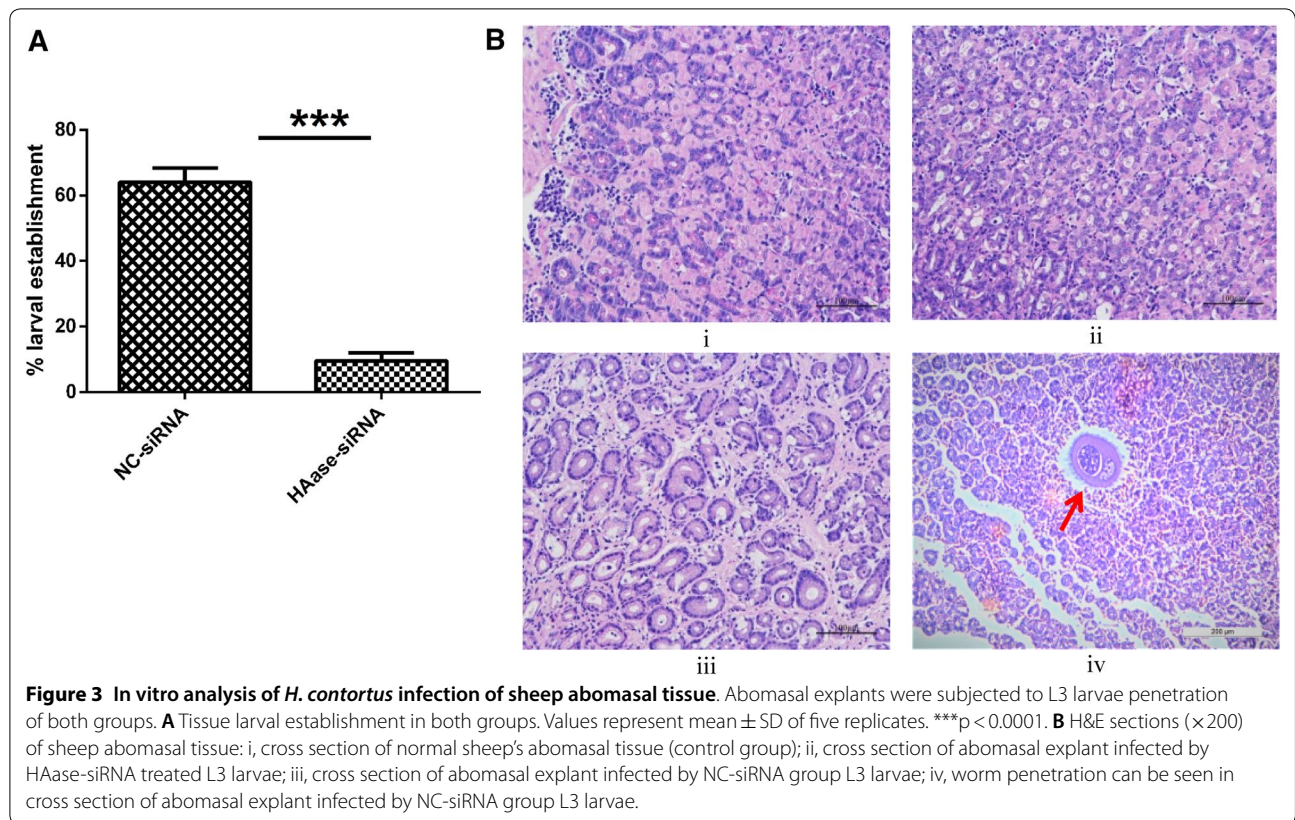 A
B
***
80
60
40
20
0
% larval establishment
NC-siRNA
HAase-siRNA
100μm
i
100μm
ii
100μm
iii
200 μm
iv
Figure 3 In vitro analysis of H. contortus infection of sheep abomasal tissue. Abomasal explants were subjected to L3 larvae penetration
of both groups. A Tissue larval establishment in both groups. Values represent mean ± SD of five replicates. ***p < 0.0001. B H&E sections (×200)
of sheep abomasal tissue: i, cross section of normal sheep's abomasal tissue (control group); ii, cross section of abomasal explant infected by
HAase-siRNA treated L3 larvae; iii, cross section of abomasal explant infected by NC-siRNA group L3 larvae; iv, worm penetration can be seen in
cross section of abomasal explant infected by NC-siRNA group L3 larvae.